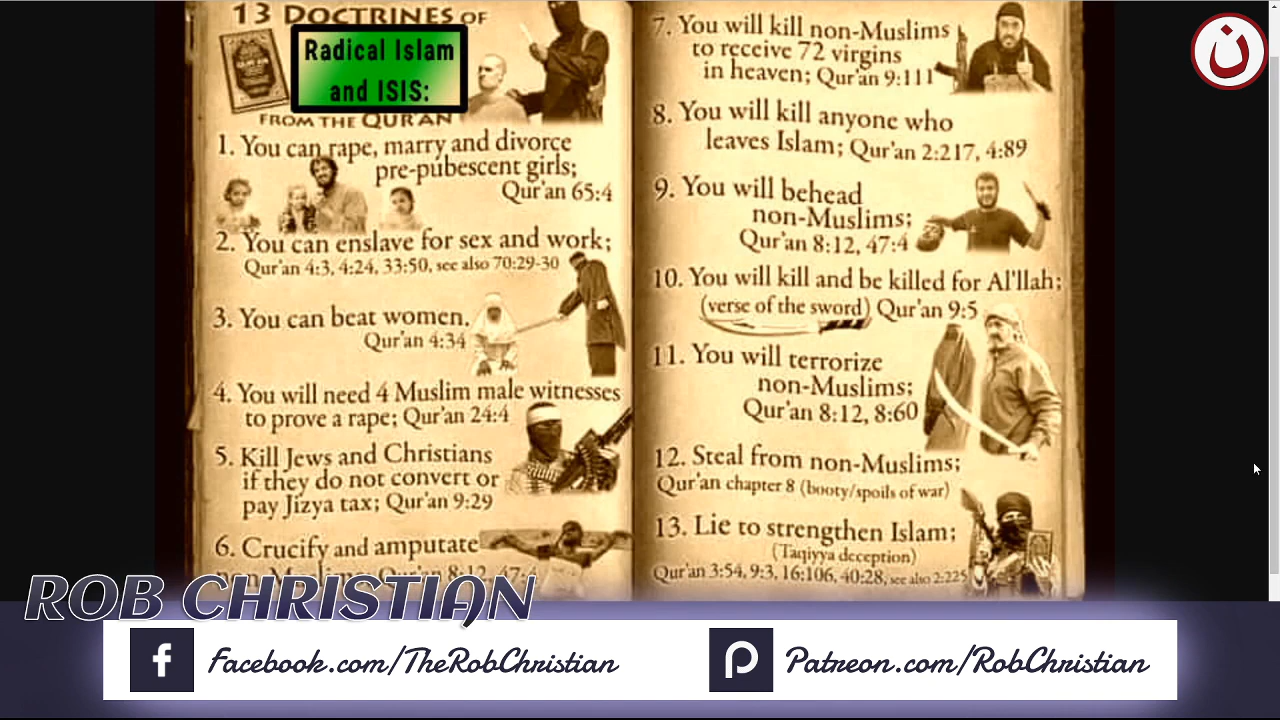 13 DOCTRINES OF
Radical Islam
and ISIS:
FROM THE QUR'AN
1. You can rape, marry and divorce
pre-pubescent girls;
Qur'an 65:4
2. You can enslave for sex and work;
Qur'an 4:3, 4:24, 33:50, see also 70:29-30
3. You can beat women.
Qur'an 4:34
4. You will need 4 Muslim male witnesses
to prove a rape; Qur'an 24:4
5. Kill Jews and Christians
if they do not convert or
pay Jizya tax; Qur'an 9:29
6. Crucify and amputate
non-Muslims; Qur'an 8:12, 47:4
7. You will kill non-Muslims
to receive 72 virgins
in heaven; Qur'an 9:111
8. You will kill anyone who
leaves Islam; Qur'an 2:217, 4:89
9. You will behead
non-Muslims;
Qur'an 8:12, 47:4
10. You will kill and be killed for Al'llah;
(verse of the sword) Qur'an 9:5
11. You will terrorize
non-Muslims;
Qur'an 8:12, 8:60
12. Steal from non-Muslims;
Qur'an chapter 8 (booty/spoils of war)
13. Lie to strengthen Islam;
(Taqiyya deception)
Qur'an 3:54, 9:3, 16:106, 40:28, see also 2:225
ن
ROB CHRISTIAN
Facebook.com/TheRobChristian
Patreon.com/RobChristian